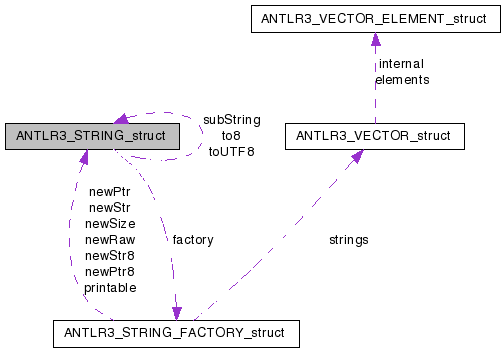 ANTLR3_VECTOR_ELEMENT_struct
internal
elements
subString
to8
toUTF8
ANTLR3_STRING_struct
ANTLR3_VECTOR_struct
newPtr
newStr
newSize
newRaw
newStr8
newPtr8
printable
factory
strings
ANTLR3_STRING_FACTORY_struct